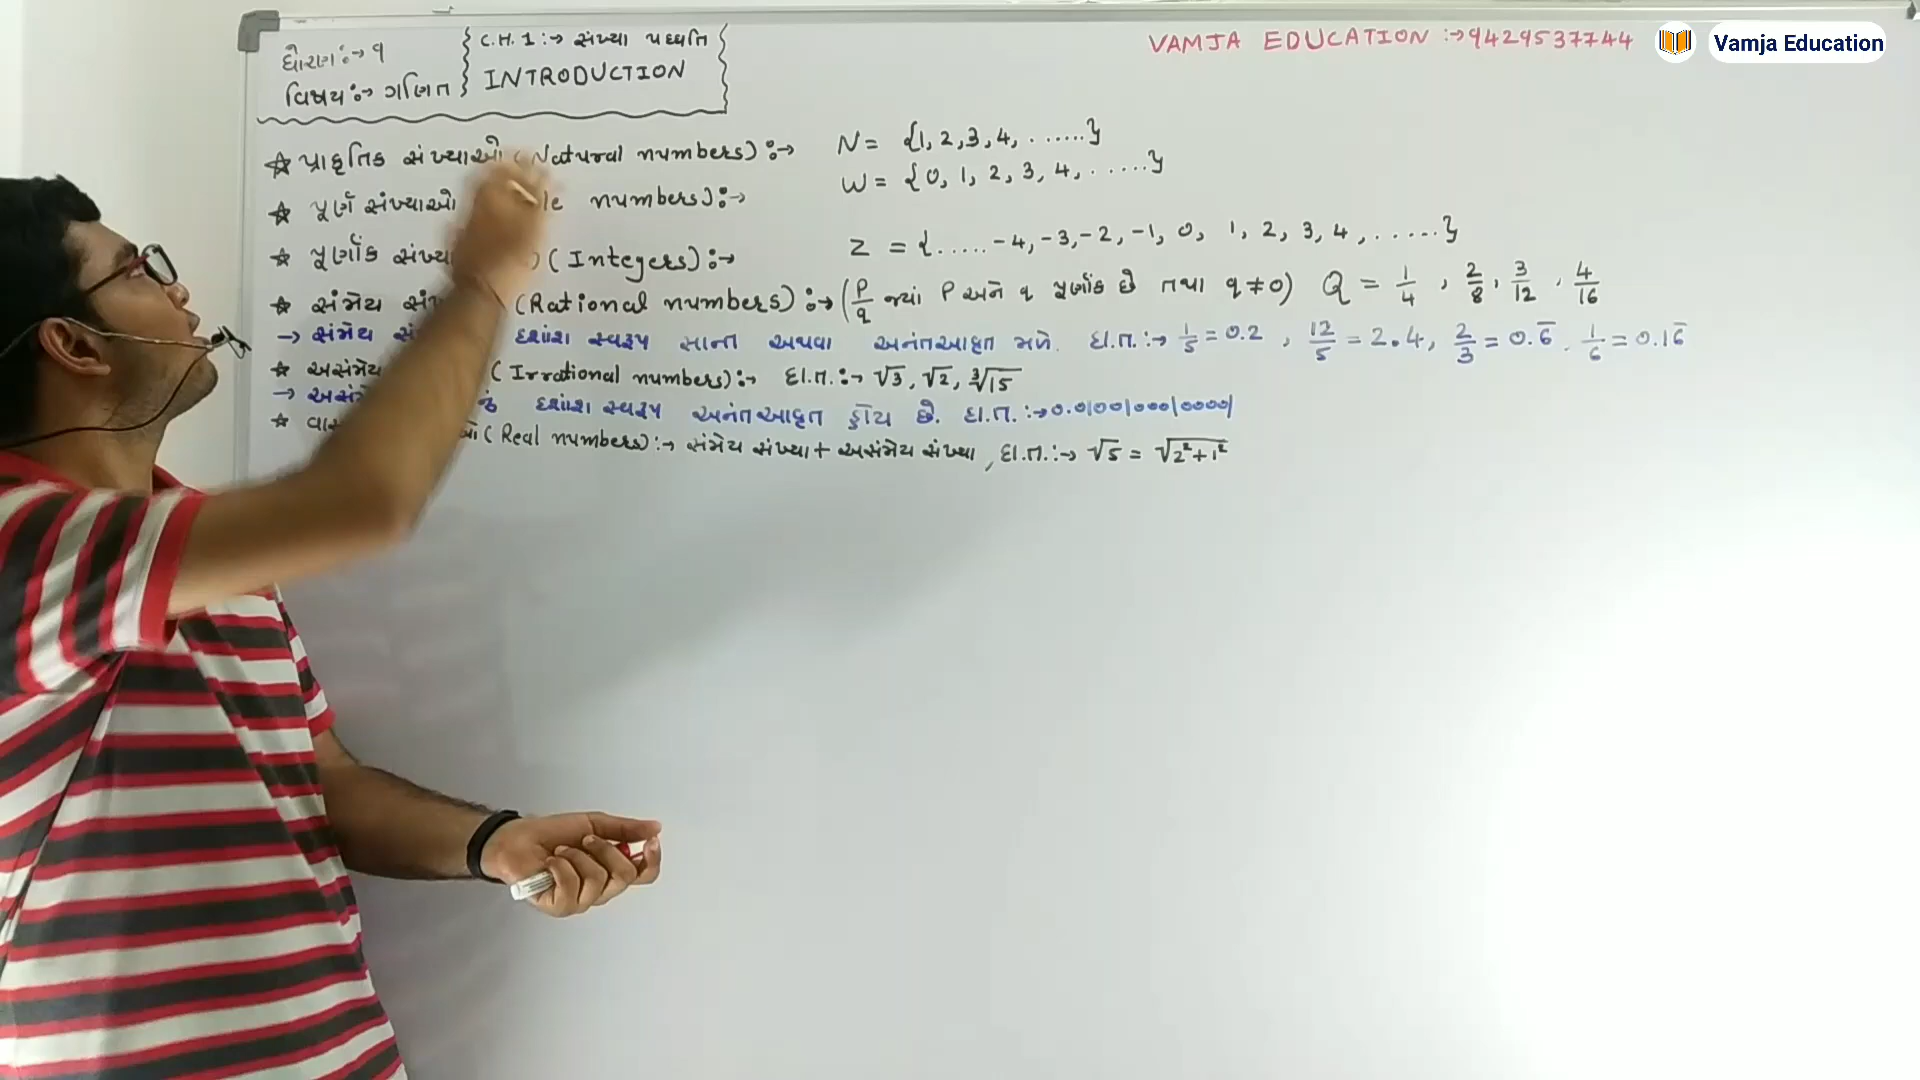 ધોરણ:→ ૧
વિષય:→ ગણિત
C.H.1:→ સંખ્યા પધ્ધતિ
INTRODUCTION
VAMJA EDUCATION :→ 9429537744
Vamja Education
☆ પ્રાકૃતિક સંખ્યાઓ (Natural numbers) :→ N = {1, 2, 3, 4, ......}
☆ પૂર્ણ સંખ્યાઓ numbers) :→ W = {0, 1, 2, 3, 4, ......}
☆ પૂર્ણાંક (Integers) :→ Z = {..... -4, -3, -2, -1, 0, 1, 2, 3, 4, ......}
☆ સંમેય (Rational numbers) :→ (p/q જ્યાં P અને q પૂર્ણાંક છે તથા q ≠ 0) Q = 1/4, 2/8, 3/12, 4/16
→ સંમેય દશાંશ સ્વરૂપ સાન્ત અથવા અનંતઆવૃત મળે. દા.ત. :→ 1/5 = 0.2, 12/5 = 2.4, 2/3 = 0.6̅, 1/6 = 0.16̅
☆ અસંમેય (Irrational numbers) :→ દા.ત. :→ √3, √2, ∛15
→ દશાંશ સ્વરૂપ અનંતઆવૃત હોય છે. દા.ત. :→ 0.01001000100001
☆ (Real numbers) :→ સંમેય સંખ્યા + અસંમેય સંખ્યા, દા.ત. :→ √5 = √2²+1²